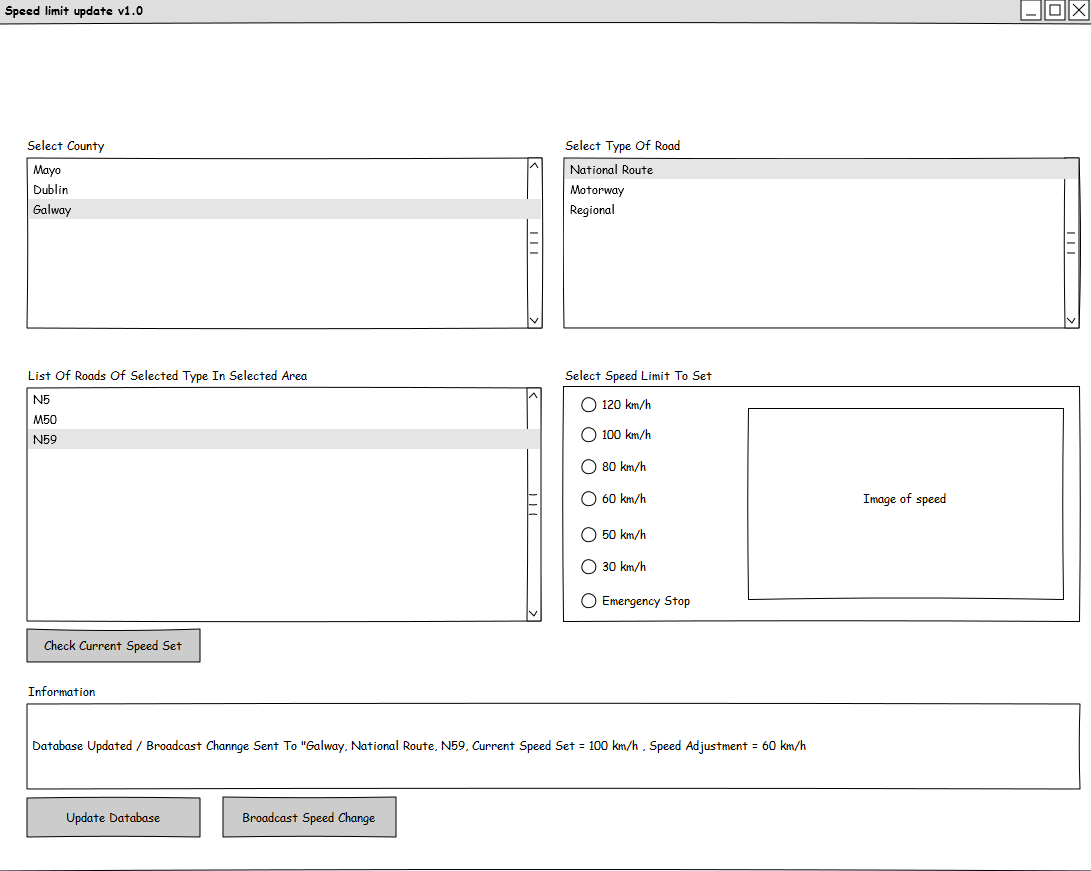 Speed limit update v1.0
Select County
Mayo
Dublin
Galway
Select Type Of Road
National Route
Motorway
Regional
List Of Roads Of Selected Type In Selected Area
N5
M50
N59
Select Speed Limit To Set
120 km/h
100 km/h
80 km/h
60 km/h
50 km/h
30 km/h
Emergency Stop
Image of speed
Check Current Speed Set
Information
Database Updated / Broadcast Channge Sent To "Galway, National Route, N59, Current Speed Set = 100 km/h , Speed Adjustment = 60 km/h
Update Database
Broadcast Speed Change